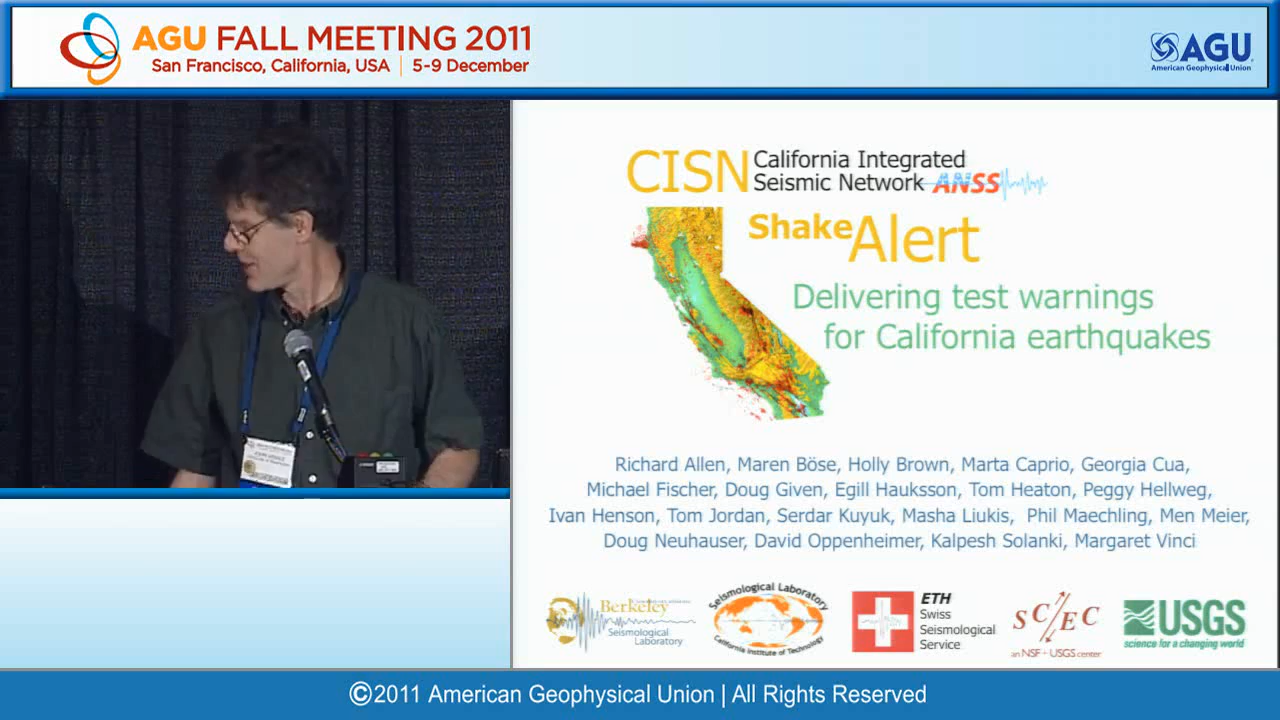 AGU FALL MEETING 2011
San Francisco, California, USA | 5-9 December
AGU
American Geophysical Union
CISN California Integrated
Seismic Network ANSS
ShakeAlert
Delivering test warnings
for California earthquakes
Richard Allen, Maren Böse, Holly Brown, Marta Caprio, Georgia Cua,
Michael Fischer, Doug Given, Egill Hauksson, Tom Heaton, Peggy Hellweg,
Ivan Henson, Tom Jordan, Serdar Kuyuk, Masha Liukis, Phil Maechling, Men Meier,
Doug Neuhauser, David Oppenheimer, Kalpesh Solanki, Margaret Vinci
Berkeley
Seismological
Laboratory
Seismological Laboratory
California Institute of Technology
ETH
Swiss
Seismological
Service
SC/EC
an NSF + USGS center
USGS
science for a changing world
©2011 American Geophysical Union | All Rights Reserved